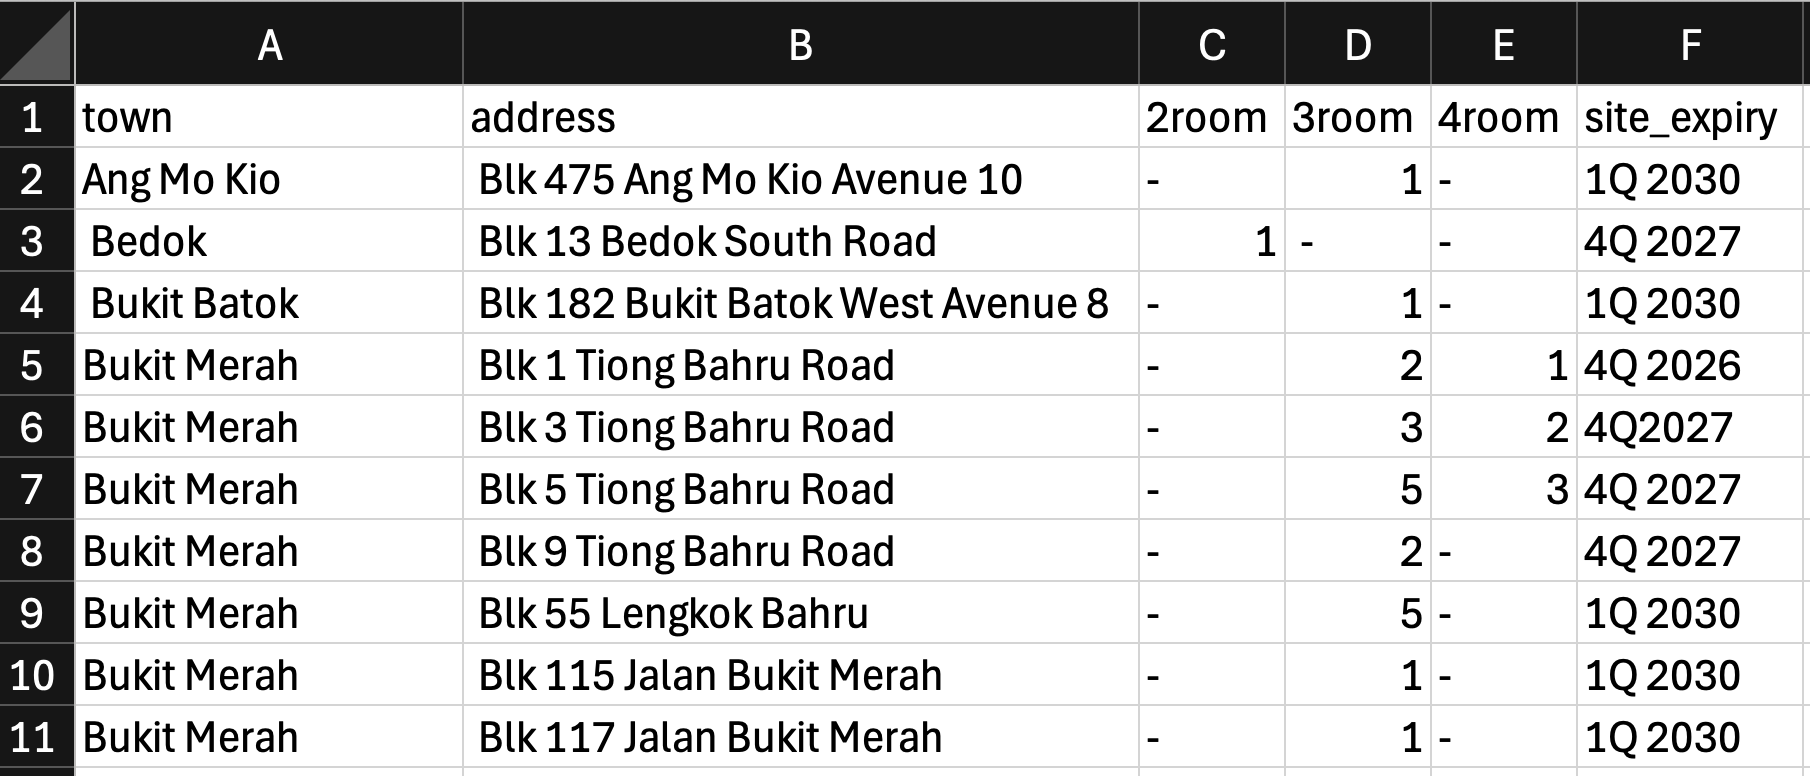 A B C D E F
1 town address 2room 3room 4room site_expiry
2 Ang Mo Kio Blk 475 Ang Mo Kio Avenue 10 - 1 - 1Q 2030
3 Bedok Blk 13 Bedok South Road 1 - - 4Q 2027
4 Bukit Batok Blk 182 Bukit Batok West Avenue 8 - 1 - 1Q 2030
5 Bukit Merah Blk 1 Tiong Bahru Road - 2 1 4Q 2026
6 Bukit Merah Blk 3 Tiong Bahru Road - 3 2 4Q2027
7 Bukit Merah Blk 5 Tiong Bahru Road - 5 3 4Q 2027
8 Bukit Merah Blk 9 Tiong Bahru Road - 2 - 4Q 2027
9 Bukit Merah Blk 55 Lengkok Bahru - 5 - 1Q 2030
10 Bukit Merah Blk 115 Jalan Bukit Merah - 1 - 1Q 2030
11 Bukit Merah Blk 117 Jalan Bukit Merah - 1 - 1Q 2030